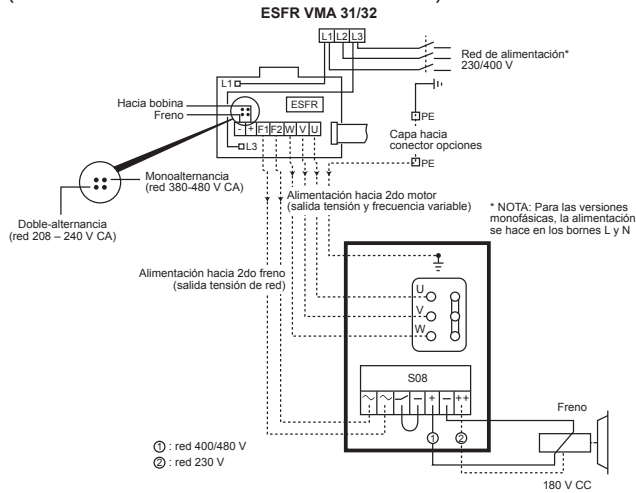 ESFR VMA 31/32
L1 L2 L3
Red de alimentación*
230/400 V
L1
Hacia bobina
Freno
ESFR
- + F1 F2 W V U
L3
PE
Capa hacia
conector opciones
PE
Monoalternancia
(red 380-480 V CA)
Doble-alternancia
(red 208 – 240 V CA)
Alimentación hacia 2do motor
(salida tensión y frecuencia variable)
* NOTA: Para las versiones
monofásicas, la alimentación
se hace en los bornes L y N
Alimentación hacia 2do freno
(salida tensión de red)
U
V
W
S08
+ – ++
Freno
1 2
① : red 400/480 V
② : red 230 V
180 V CC